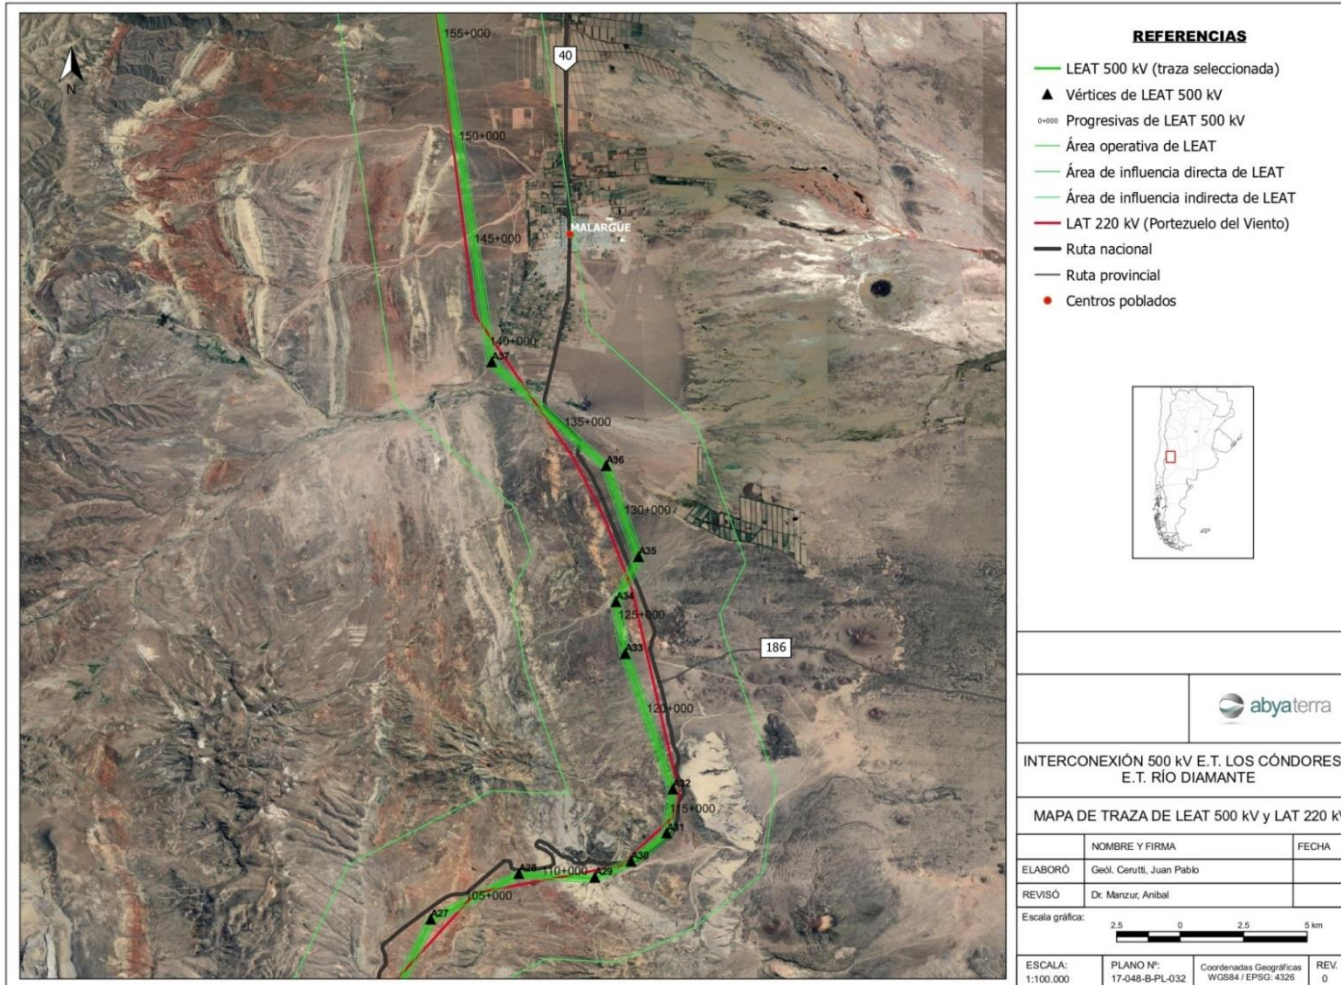 155+000
40
N
150+000
MALARGÜE
145+000
140+000
A37
135+000
A36
130+000
A35
A34
125+000
A33
186
120+000
A32
115+000
A31
A30
A28
110+000
A29
105+000
A27
REFERENCIAS
LEAT 500 kV (traza seleccionada)
Vértices de LEAT 500 kV
0+000 Progresivas de LEAT 500 kV
Área operativa de LEAT
Área de influencia directa de LEAT
Área de influencia indirecta de LEAT
LAT 220 kV (Portezuelo del Viento)
Ruta nacional
Ruta provincial
Centros poblados
abyaterra
INTERCONEXIÓN 500 kV E.T. LOS CÓNDORES
E.T. RÍO DIAMANTE
MAPA DE TRAZA DE LEAT 500 kV y LAT 220 kV
NOMBRE Y FIRMA FECHA
ELABORÓ Geól. Cerutti, Juan Pablo
REVISÓ Dr. Manzur, Anibal
Escala gráfica:
2.5 0 2.5 5 km
ESCALA: 1:100.000
PLANO Nº: 17-048-B-PL-032
Coordenadas Geográficas
WGS84 / EPSG: 4326
REV. 0